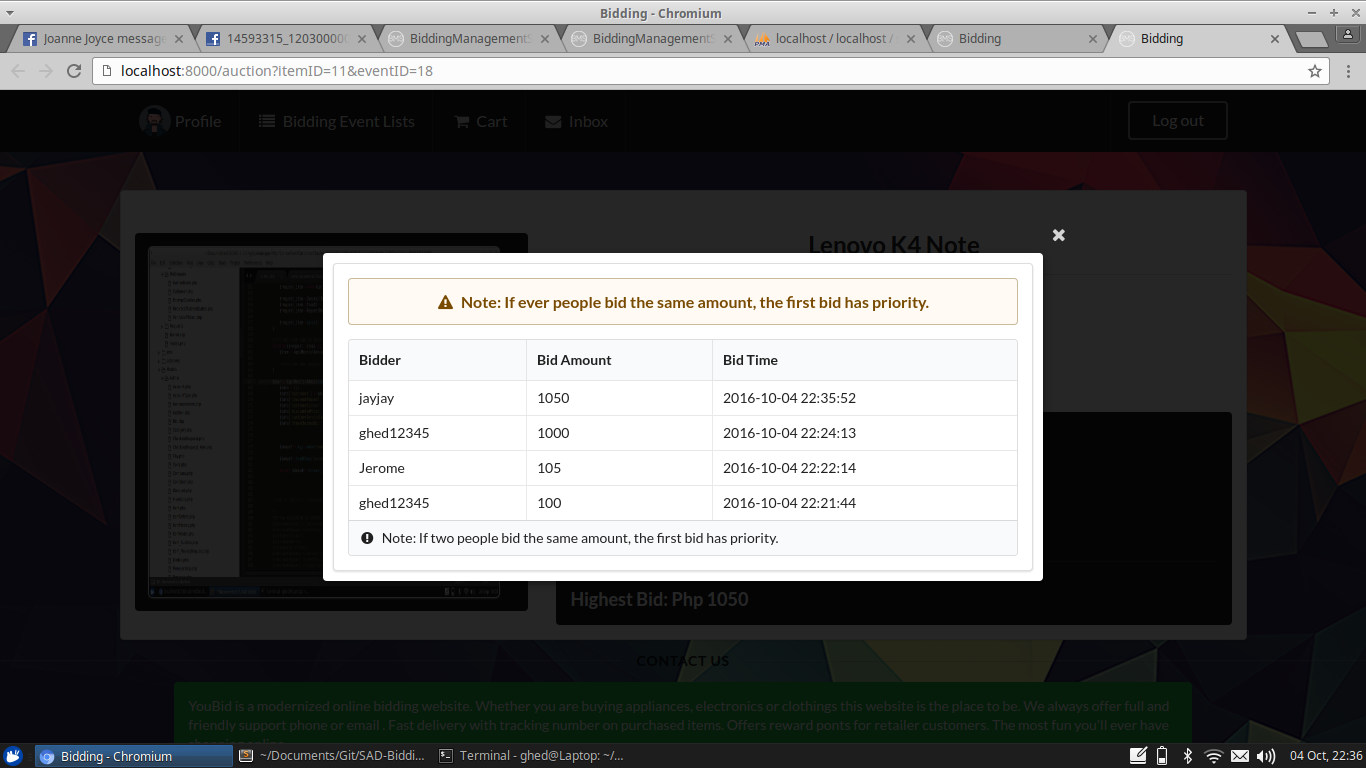 Bidding - Chromium
Joanne Joyce messag
14593315_120300000
BiddingManagementS
BiddingManagementS
localhost / localhost /
Bidding
Bidding
localhost:8000/auction?itemID=11&eventID=18
Profile
Bidding Event Lists
Cart
Inbox
Log out
Lenovo K4 Note
Note: If ever people bid the same amount, the first bid has priority.
Bidder Bid Amount Bid Time
jayjay 1050 2016-10-04 22:35:52
ghed12345 1000 2016-10-04 22:24:13
Jerome 105 2016-10-04 22:22:14
ghed12345 100 2016-10-04 22:21:44
Note: If two people bid the same amount, the first bid has priority.
Highest Bid: Php 1050
CONTACT US
YouBid is a modernized online bidding website. Whether you are buying appliances, electronics or clothings this website is the place to be. We always offer full and
friendly support phone or email . Fast delivery with tracking number on purchased items. Offers reward ponts for retailer customers. The most fun you'll ever have
Bidding - Chromium
~/Documents/Git/SAD-Biddi...
Terminal - ghed@Laptop: ~/...
04 Oct, 22:36